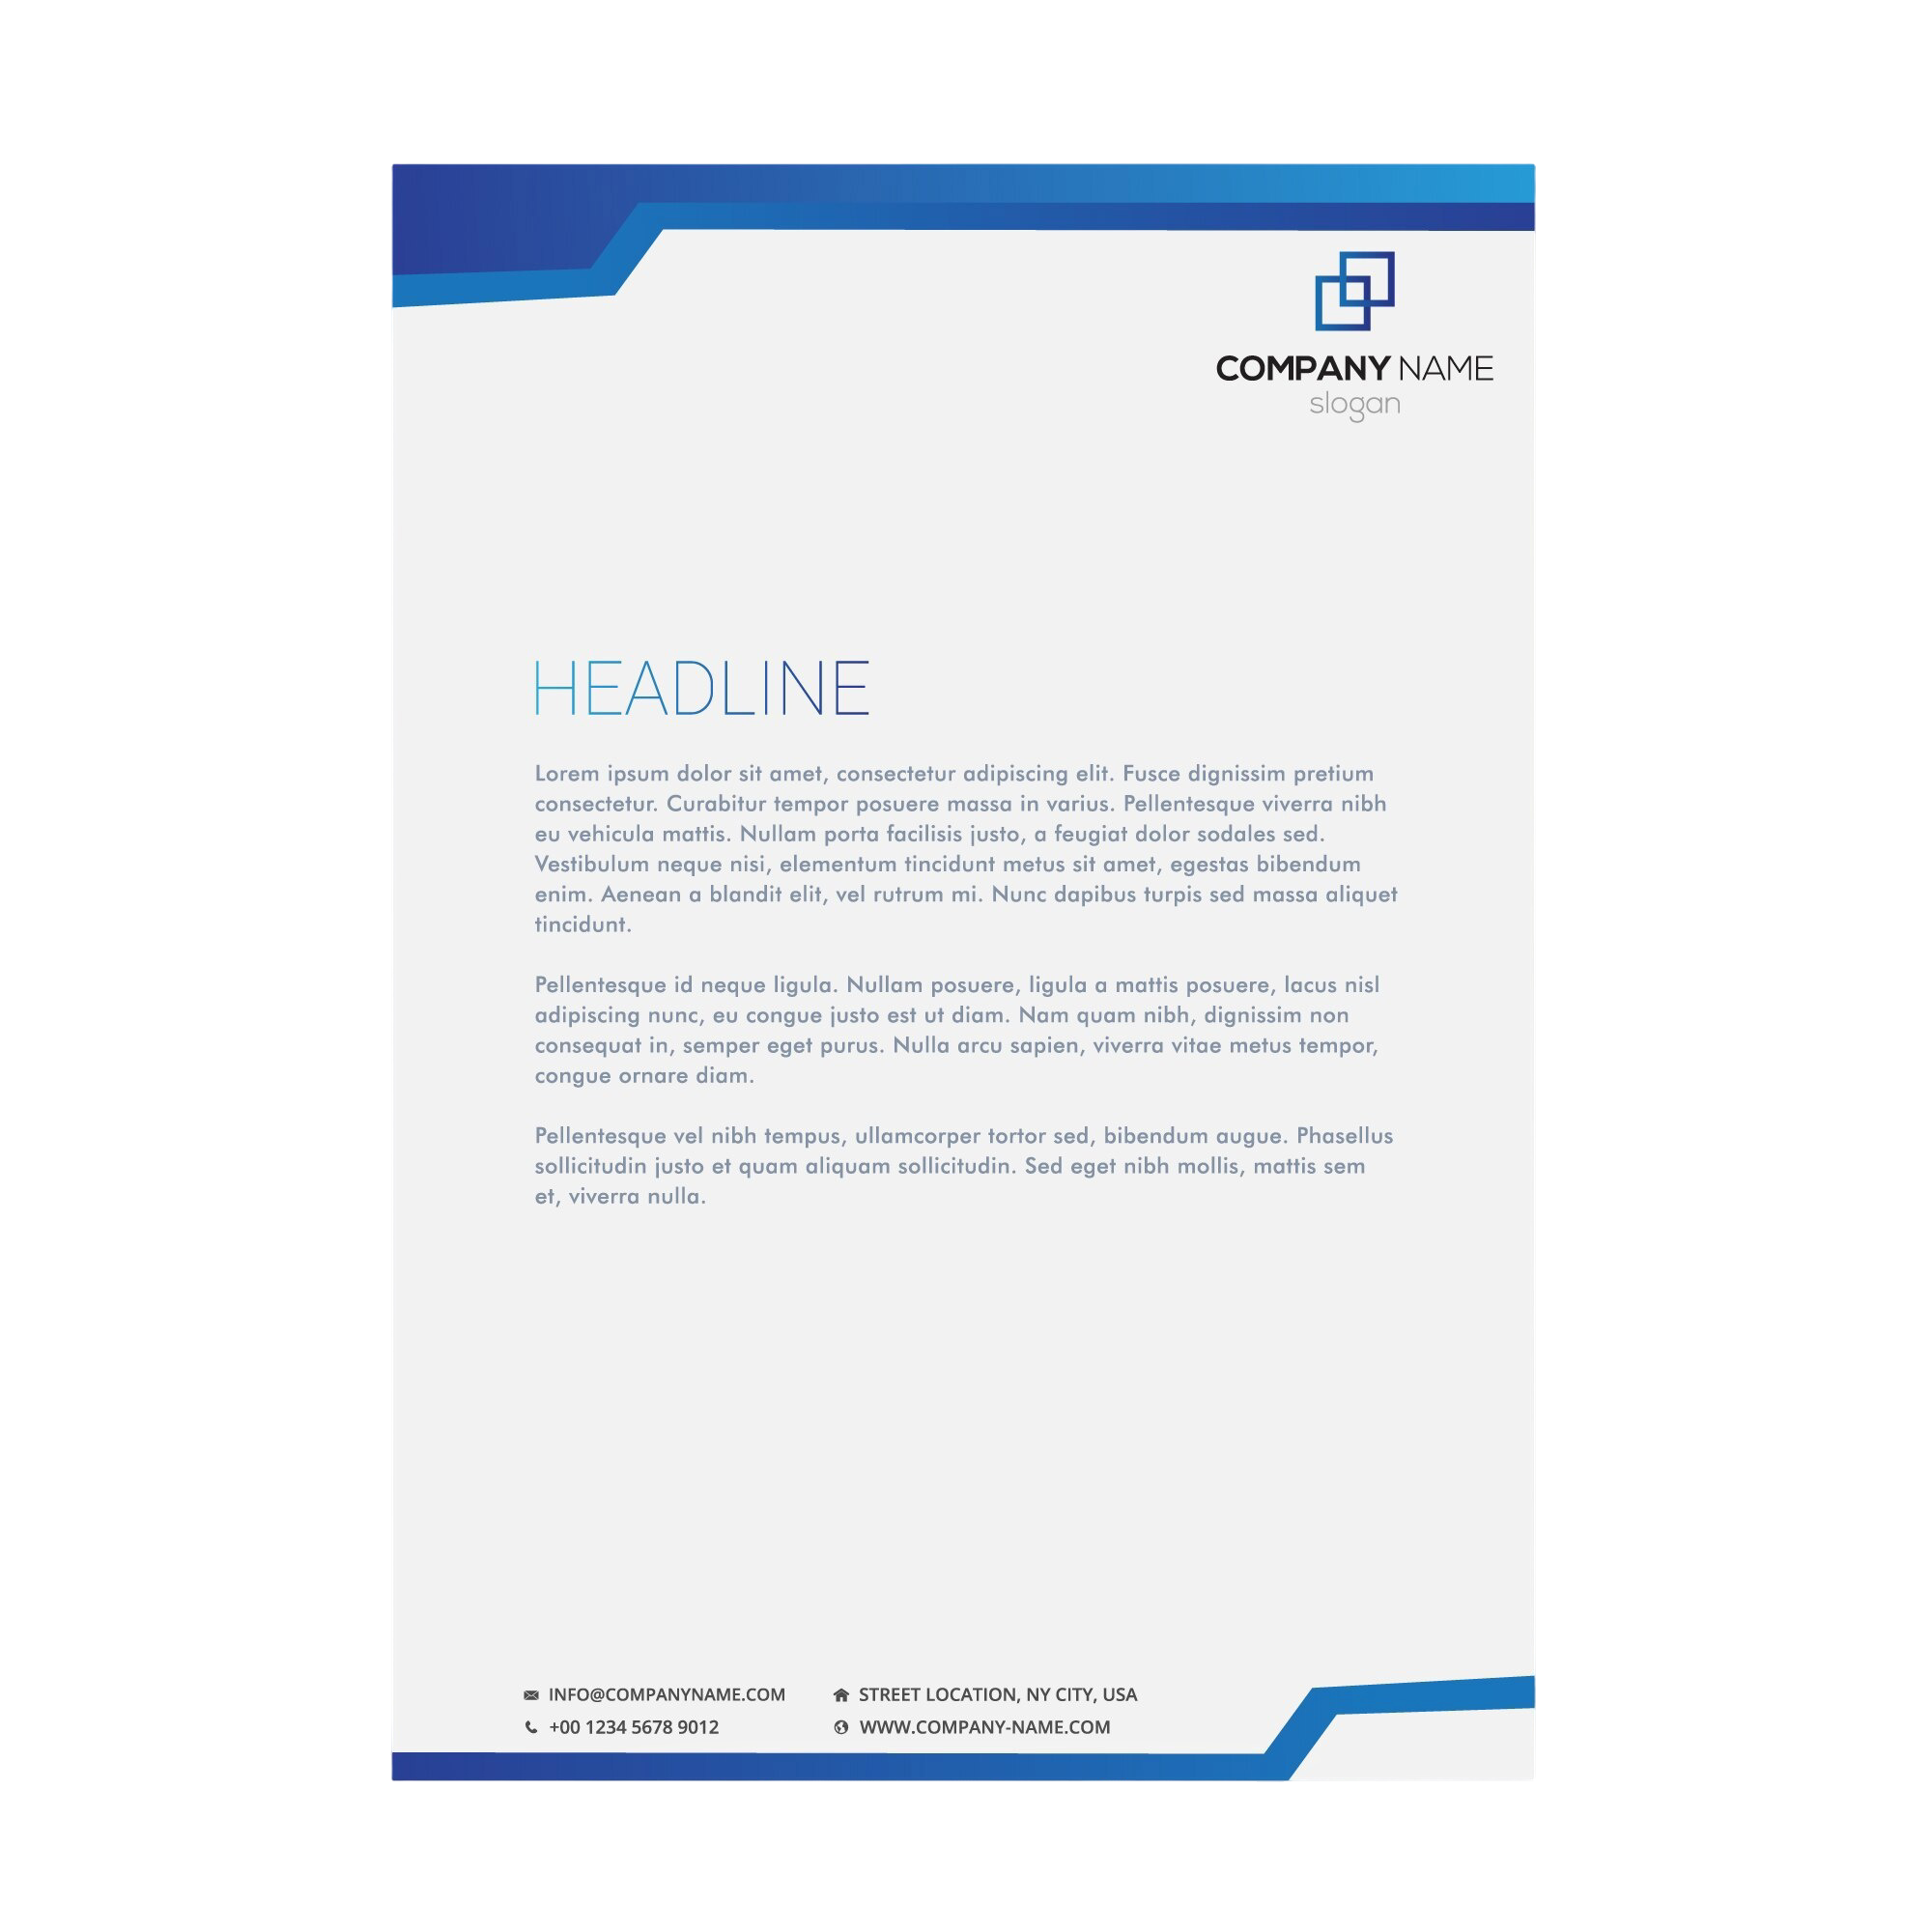 COMPANY NAME
slogan
HEADLINE
Lorem ipsum dolor sit amet, consectetur adipiscing elit. Fusce dignissim pretium
consectetur. Curabitur tempor posuere massa in varius. Pellentesque viverra nibh
eu vehicula mattis. Nullam porta facilisis justo, a feugiat dolor sodales sed.
Vestibulum neque nisi, elementum tincidunt metus sit amet, egestas bibendum
enim. Aenean a blandit elit, vel rutrum mi. Nunc dapibus turpis sed massa aliquet
tincidunt.
Pellentesque id neque ligula. Nullam posuere, ligula a mattis posuere, lacus nisl
adipiscing nunc, eu congue justo est ut diam. Nam quam nibh, dignissim non
consequat in, semper eget purus. Nulla arcu sapien, viverra vitae metus tempor,
congue ornare diam.
Pellentesque vel nibh tempus, ullamcorper tortor sed, bibendum augue. Phasellus
sollicitudin justo et quam aliquam sollicitudin. Sed eget nibh mollis, mattis sem
et, viverra nulla.
INFO@COMPANYNAME.COM
+00 1234 5678 9012
STREET LOCATION, NY CITY, USA
WWW.COMPANY-NAME.COM